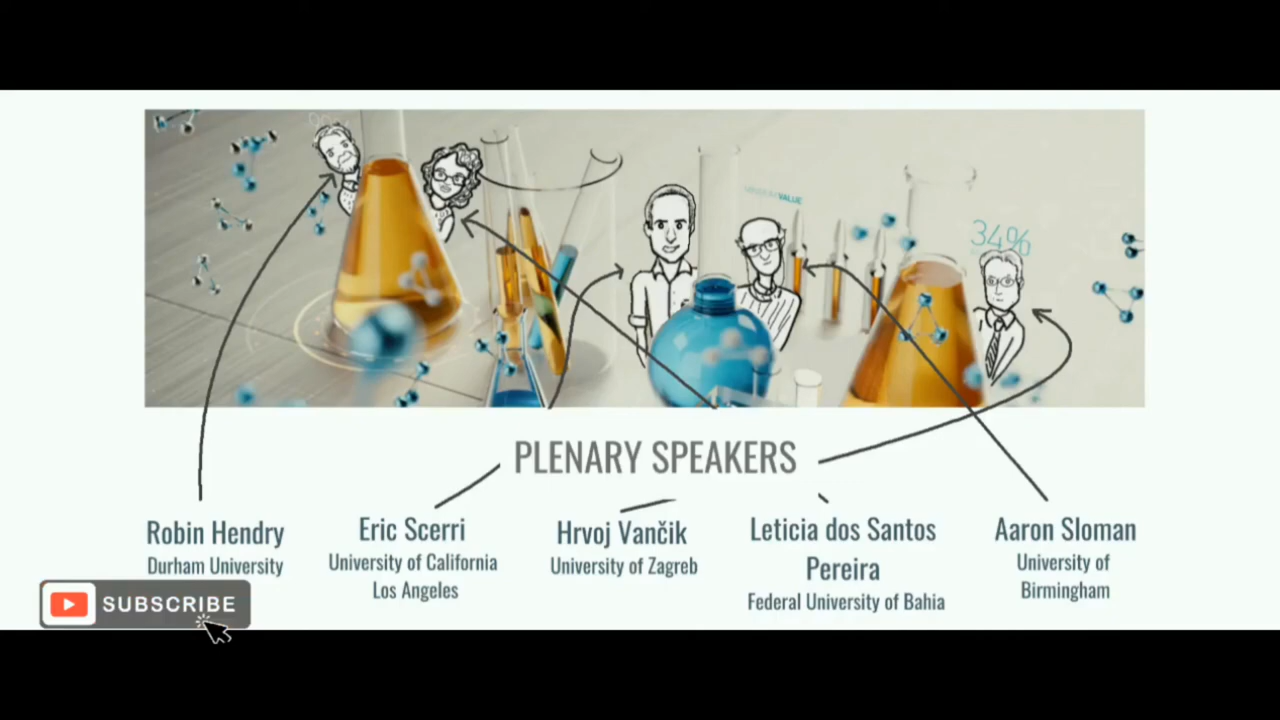 34%
PLENARY SPEAKERS
Robin Hendry
Durham University
Eric Scerri
University of California
Los Angeles
Hrvoj Vančik
University of Zagreb
Leticia dos Santos
Pereira
Federal University of Bahia
Aaron Sloman
University of
Birmingham
SUBSCRIBE